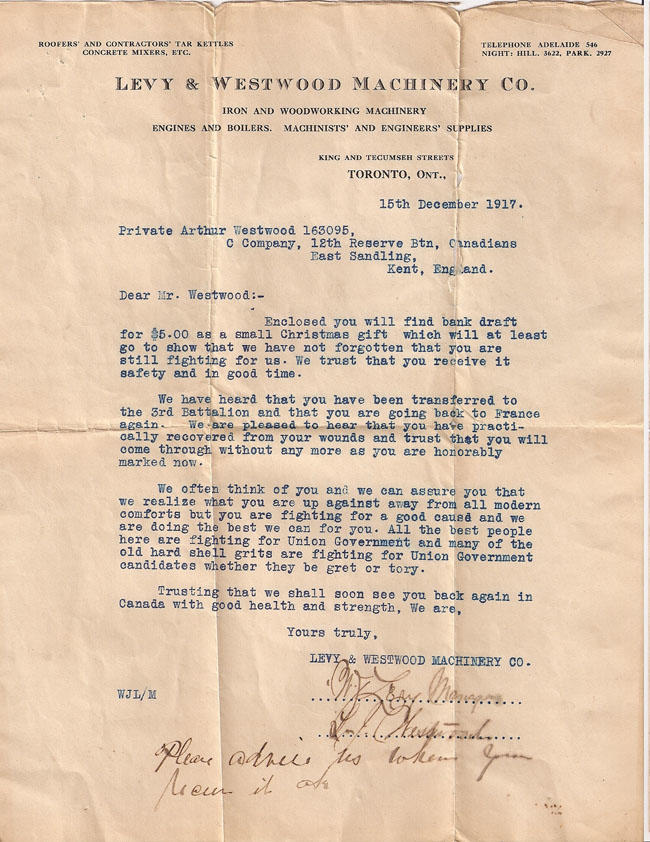 ROOFERS' AND CONTRACTORS' TAR KETTLES
CONCRETE MIXERS, ETC.
TELEPHONE ADELAIDE 546
NIGHT: HILL. 3622, PARK. 2927
LEVY & WESTWOOD MACHINERY CO.
IRON AND WOODWORKING MACHINERY
ENGINES AND BOILERS. MACHINISTS' AND ENGINEERS' SUPPLIES
KING AND TECUMSEH STREETS
TORONTO, ONT.,
15th December 1917.
Private Arthur Westwood 163095,
C Company, 12th Reserve Btn, Canadians
East Sandling,
Kent, England.
Dear Mr. Westwood:-
Enclosed you will find bank draft
for $5.00 as a small Christmas gift which will at least
go to show that we have not forgotten that you are
still fighting for us. We trust that you receive it
safety and in good time.
We have heard that you have been transferred to
the 3rd Battalion and that you are going back to France
again. We are pleased to hear that you have practi-
cally recovered from your wounds and trust that you will
come through without any more as you are honorably
marked now.
We often think of you and we can assure you that
we realize what you are up against away from all modern
comforts but you are fighting for a good cause and we
are doing the best we can for you. All the best people
here are fighting for Union Government and many of the
old hard shell grits are fighting for Union Government
candidates whether they be gret or tory.
Trusting that we shall soon see you back again in
Canada with good health and strength, We are,
Yours truly,
LEVY & WESTWOOD MACHINERY CO.
WJL/M
Levy
Westwood
Please advise us when you
it